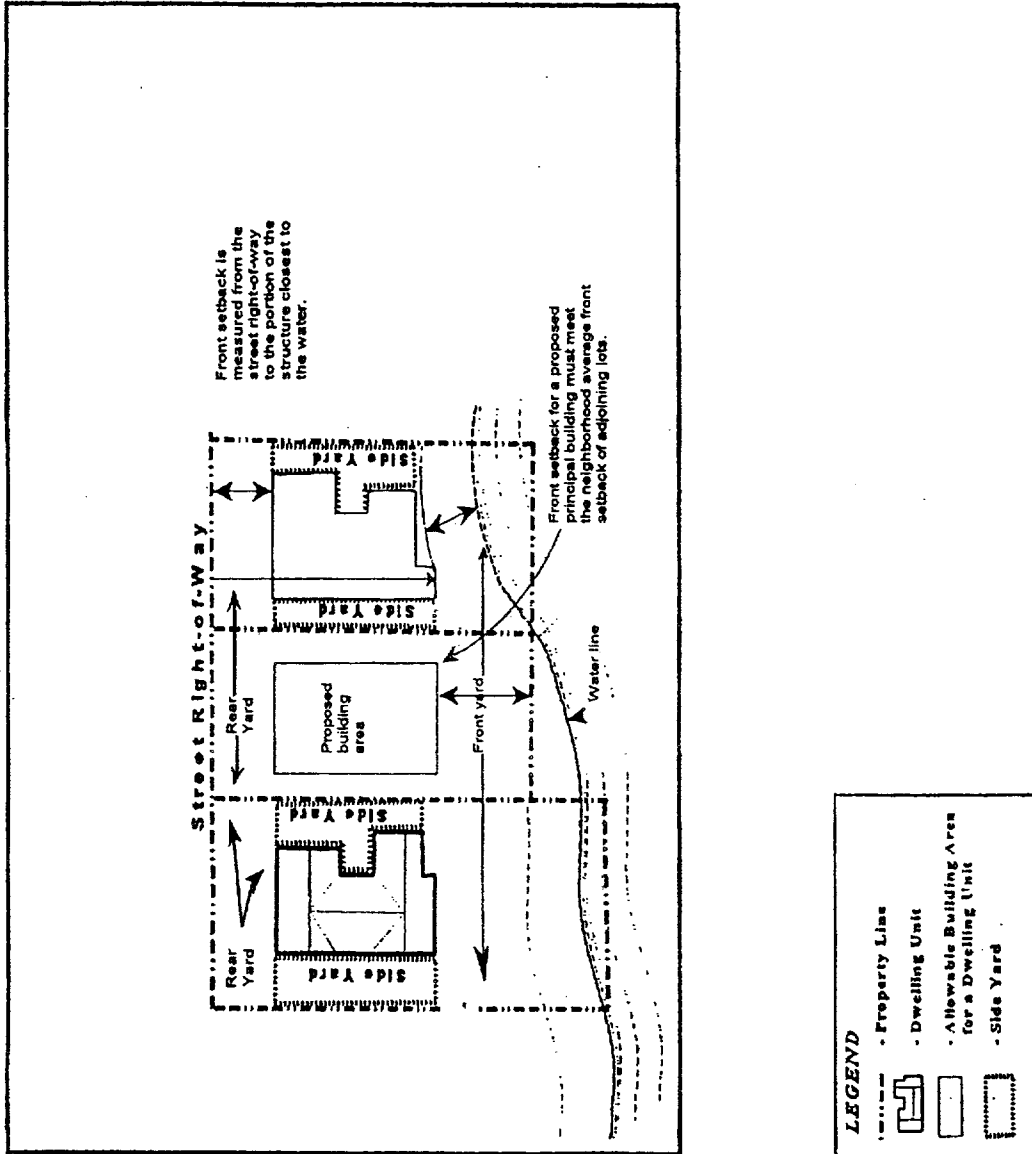 Street Right-of-Way
Front setback is
measured from the
street right-of-way
to the portion of the
structure closest to
the water.
Rear
Yard
Rear
Yard
Side Yard
Side Yard
Proposed
building
area
Side Yard
Side Yard
Front yard
Front setback for a proposed
principal building must meet
the neighborhood average front
setback of adjoining lots.
Water line
LEGEND
- Property Line
- Dwelling Unit
- Allowable Building Area
for a Dwelling Unit
- Side Yard